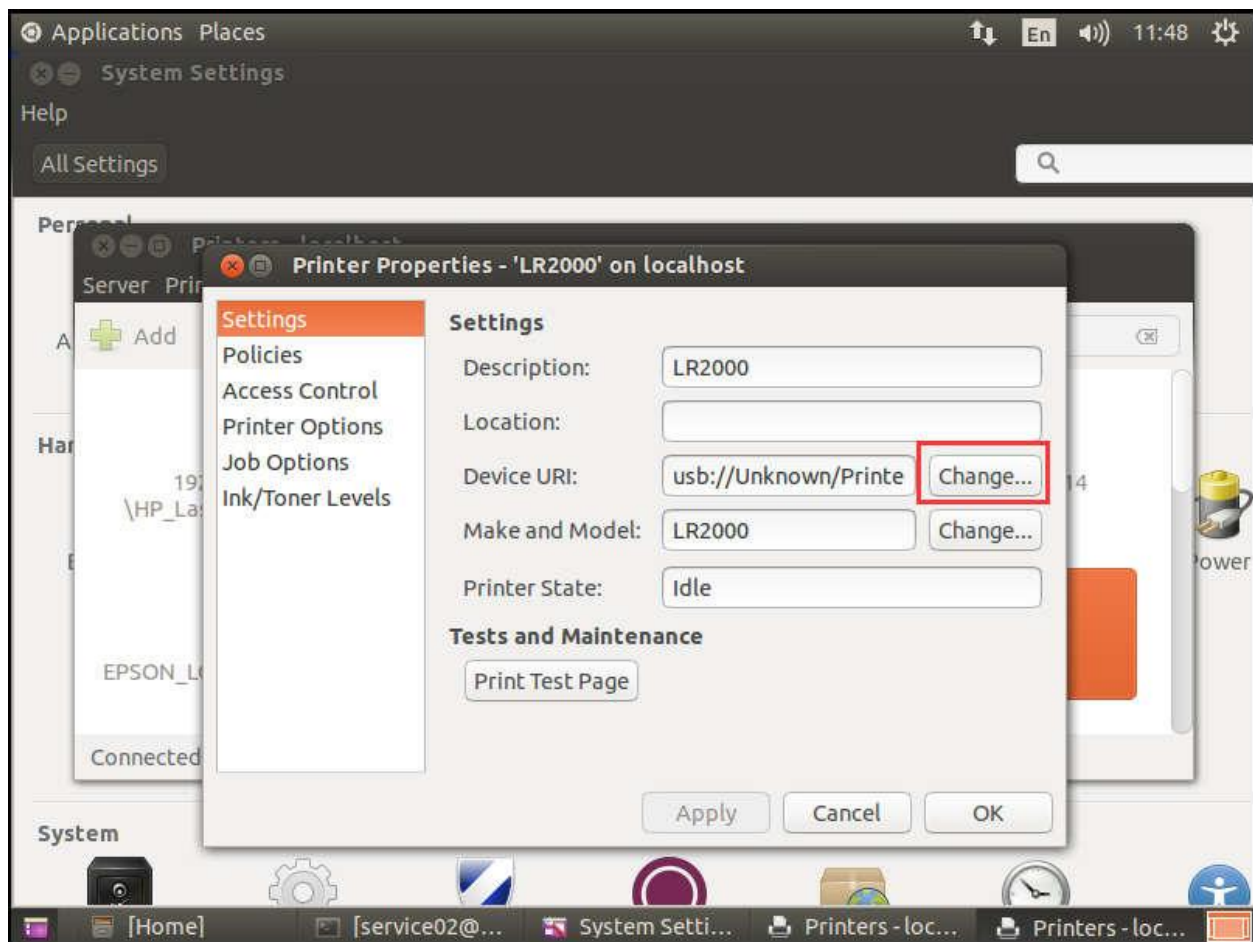 Applications Places En 11:48
System Settings
Help
All Settings
Personal
Server
Add
Printer Properties - 'LR2000' on localhost
Settings
Policies
Access Control
Printer Options
Job Options
Ink/Toner Levels
Settings
Description: LR2000
Location:
Device URI: usb://Unknown/Printe Change...
Make and Model: LR2000 Change...
Printer State: Idle
Tests and Maintenance
Print Test Page
Apply Cancel OK
14
\HP_La
EPSON_L
Connected
Power
System
[Home] [service02@... System Setti... Printers - loc... Printers - loc...